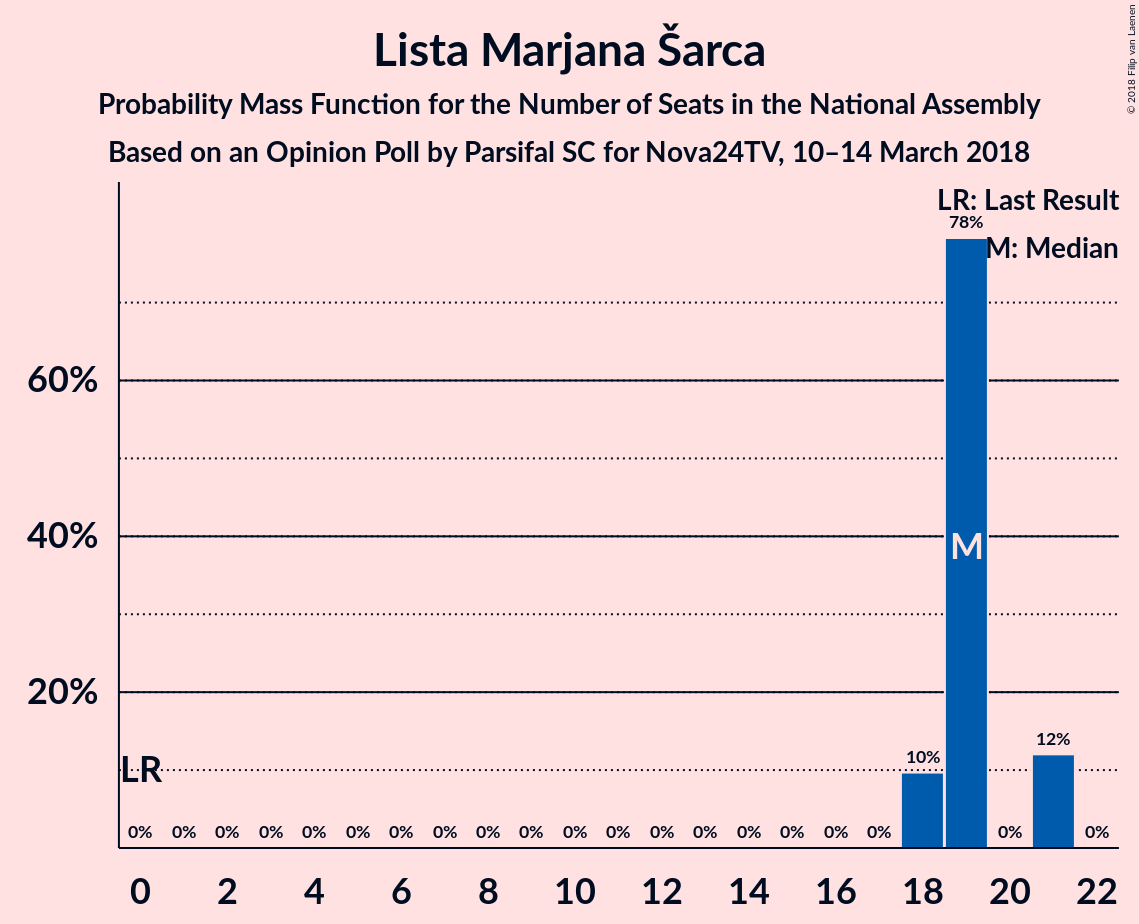 Lista Marjana Šarca
Probability Mass Function for the Number of Seats in the National Assembly
Based on an Opinion Poll by Parsifal SC for Nova24TV, 10–14 March 2018
© 2018 Filip van Laenen
LR: Last Result
M: Median
78%
60%
40%
M
20%
LR
10%
12%
0% 0% 0% 0% 0% 0% 0% 0% 0% 0% 0% 0% 0% 0% 0% 0% 0% 0% 0% 0%
0 2 4 6 8 10 12 14 16 18 20 22